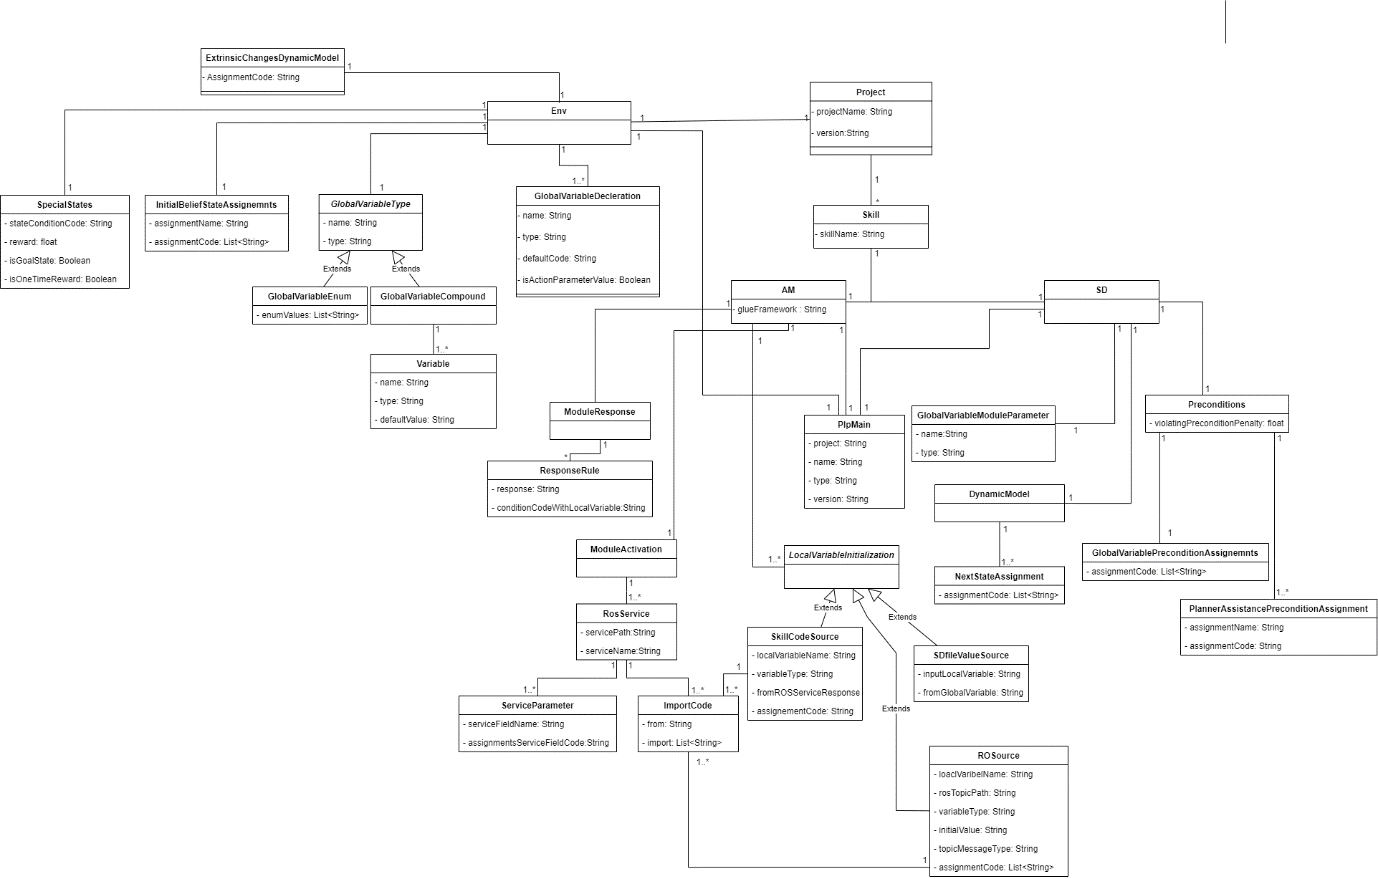 ExtrinsicChangesDynamicModel
- AssignmentCode: String
1
1
Env
1
1
1
1
1
1
Project
- projectName: String
- version:String
1
1
1
1
1..*
1
*
SpecialStates
- stateConditionCode: String
- reward: float
- isGoalState: Boolean
- isOneTimeReward: Boolean
InitialBeliefStateAssignemnts
- assignmentName: String
- assignmentCode: List<String>
GlobalVariableType
- name: String
- type: String
Extends
Extends
GlobalVariableDecleration
- name: String
- type: String
- defaultCode: String
- isActionParameterValue: Boolean
Skill
- skillName: String
1
GlobalVariableEnum
- enumValues: List<String>
GlobalVariableCompound
1
1..*
Variable
- name: String
- type: String
- defaultValue: String
AM
- glueFramework : String
1
1
1
1
1
SD
1
1
1
1
1
ModuleResponse
1
*
ResponseRule
- response: String
- conditionCodeWithLocalVariable:String
1
1
1
PlpMain
- project: String
- name: String
- type: String
- version: String
GlobalVariableModuleParameter
- name:String
- type: String
1
1
Preconditions
- violatingPreconditionPenalty: float
1
1
DynamicModel
1
1
1..*
NextStateAssignment
- assignmentCode: List<String>
1
GlobalVariablePreconditionAssignemnts
- assignmentCode: List<String>
1..*
PlannerAssistancePreconditionAssignment
- assignmentName: String
- assignmentCode: String
1
ModuleActivation
1
1..*
RosService
- servicePath:String
- serviceName:String
1
1
1..*
LocalVariableInitialization
Extends
Extends
Extends
SkillCodeSource
- localVariableName: String
- variableType: String
- fromROSServiceResponse
- assignementCode: String
SDfileValueSource
- inputLocalVariable: String
- fromGlobalVariable: String
1..*
ServiceParameter
- serviceFieldName: String
- assignmentsServiceFieldCode:String
1..*
1
1..*
ImportCode
- from: String
- import: List<String>
1..*
1
ROSource
- loaclVaribelName: String
- rosTopicPath: String
- variableType: String
- initialValue: String
- topicMessageType: String
- assignmentCode: List<String>